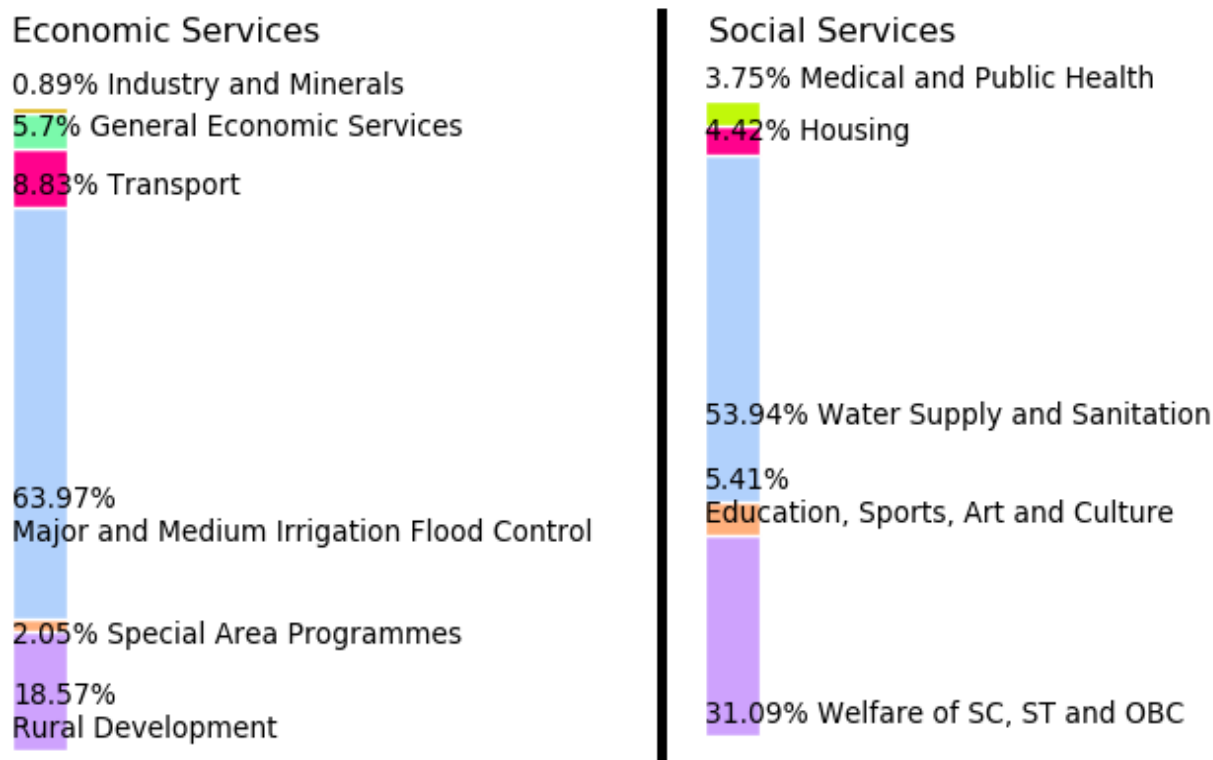 Economic Services
0.89% Industry and Minerals
5.7% General Economic Services
8.83% Transport
63.97%
Major and Medium Irrigation Flood Control
2.05% Special Area Programmes
18.57%
Rural Development
Social Services
3.75% Medical and Public Health
4.42% Housing
53.94% Water Supply and Sanitation
5.41%
Education, Sports, Art and Culture
31.09% Welfare of SC, ST and OBC